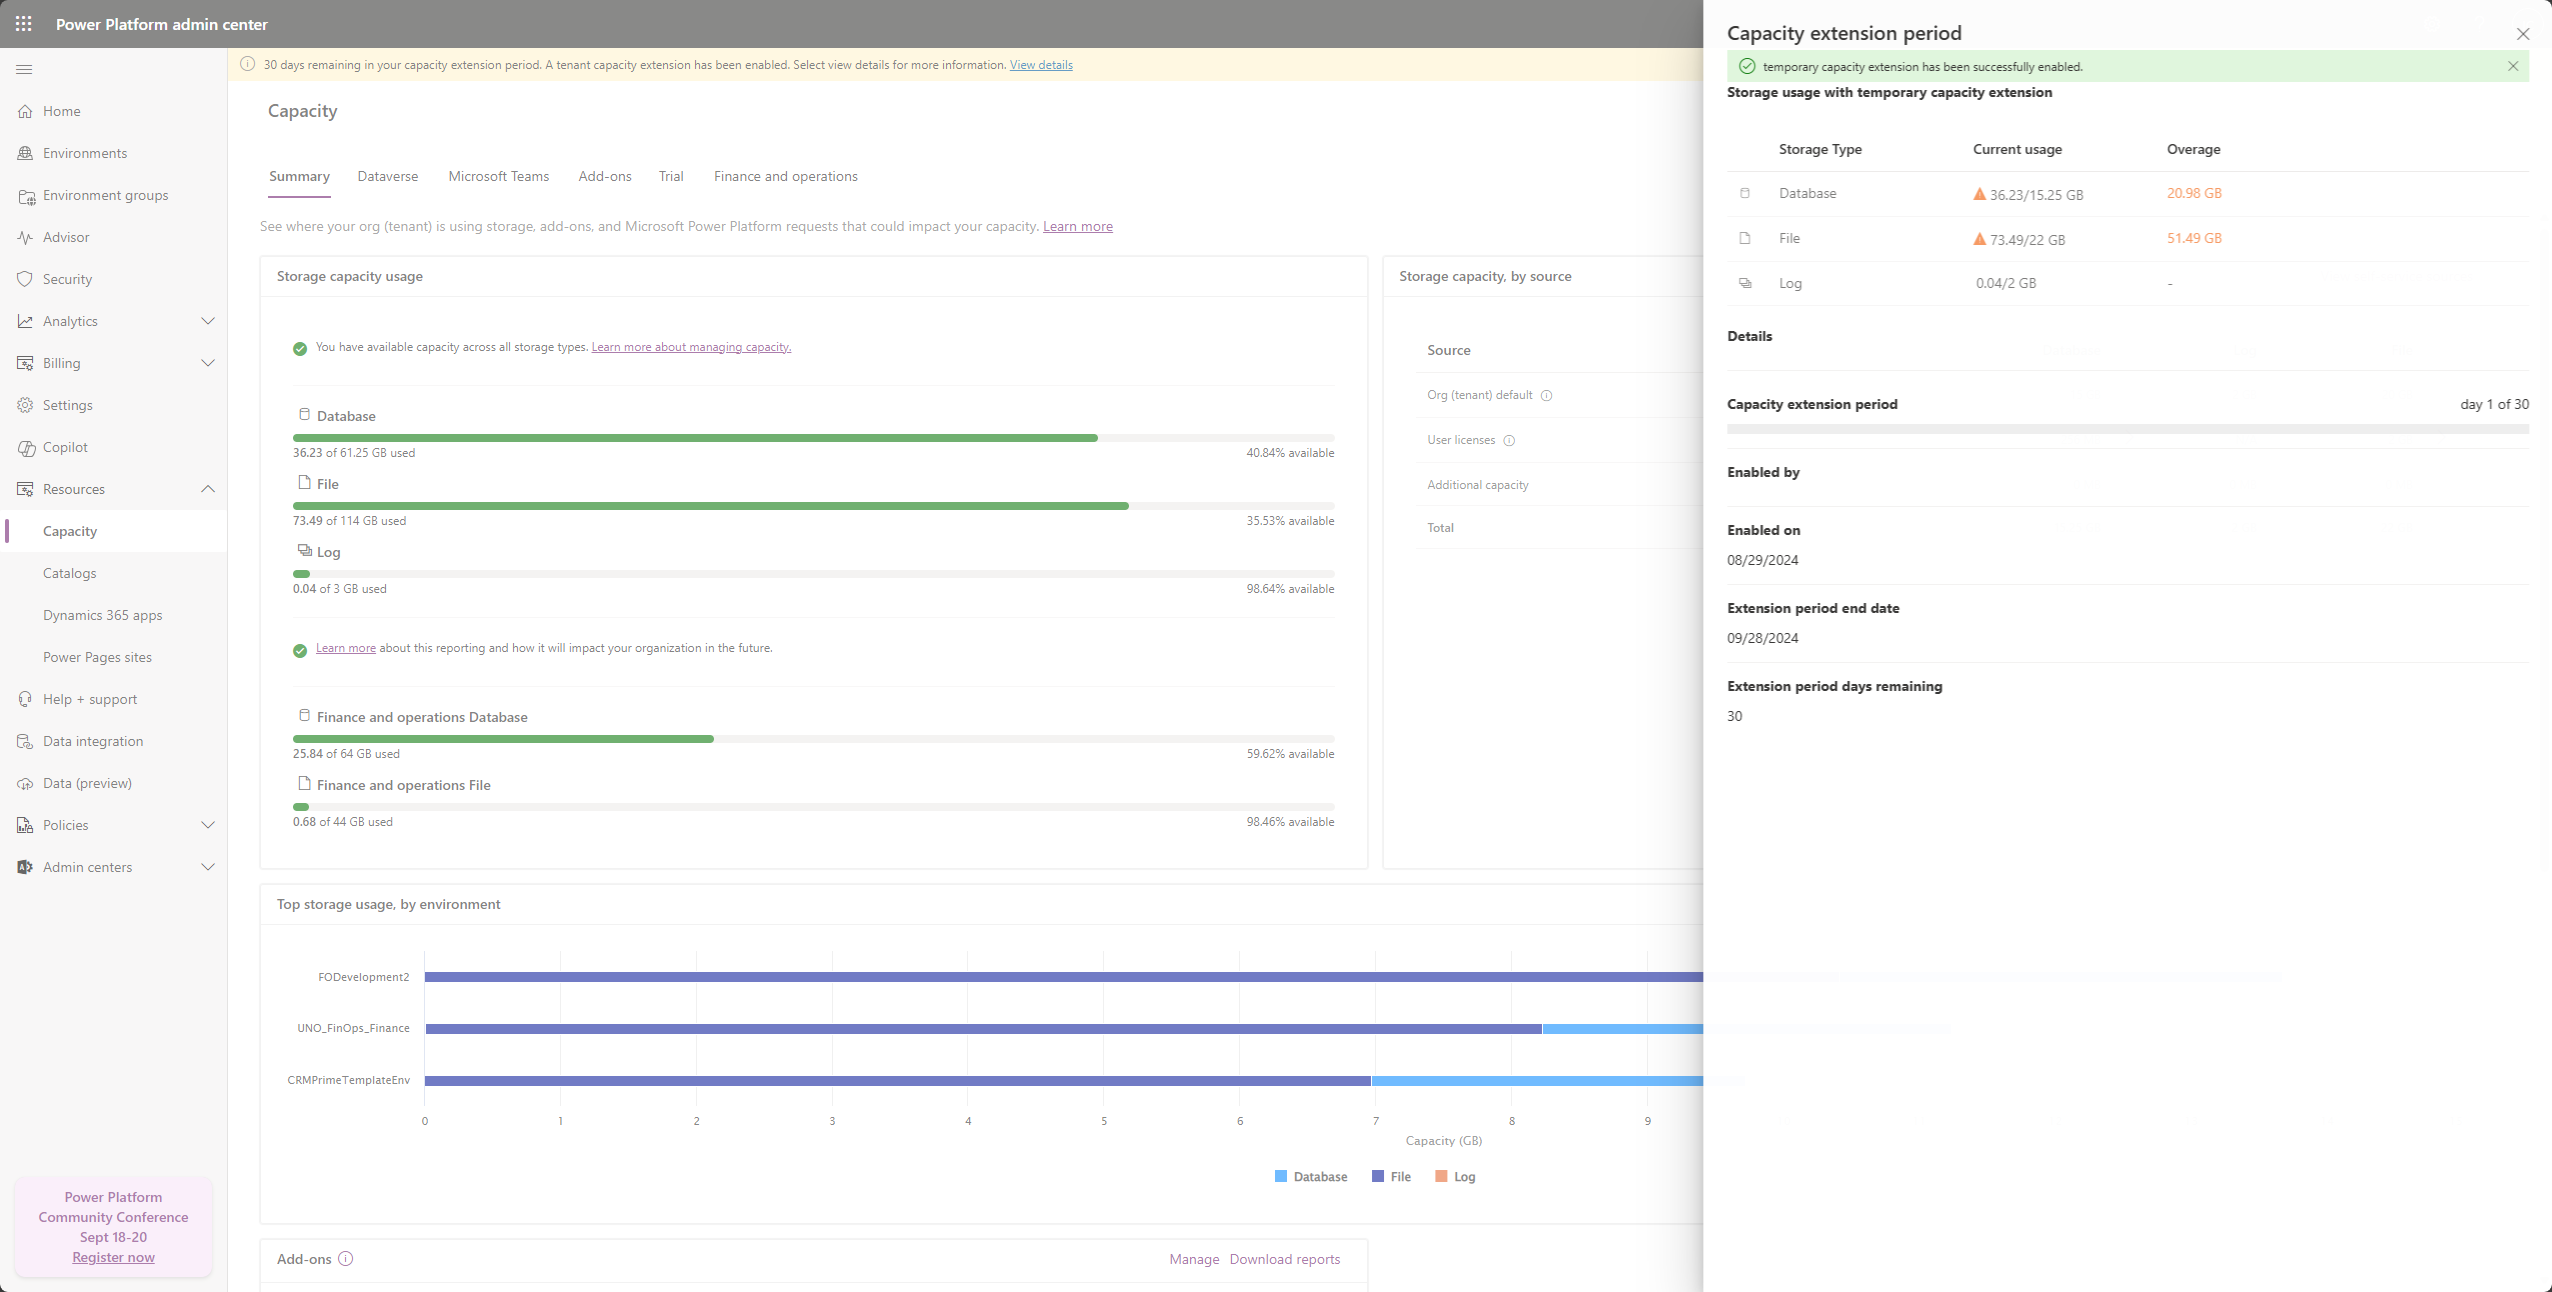 Power Platform admin center
Home
Environments
Environment groups
Advisor
Security
Analytics
Billing
Settings
Copilot
Resources
Capacity
Catalogs
Dynamics 365 apps
Power Pages sites
Help + support
Data integration
Data (preview)
Policies
Admin centers
Power Platform
Community Conference
Sept 18-20
Register now
30 days remaining in your capacity extension period. A tenant capacity extension has been enabled. Select view details for more information. View details
Capacity
Summary Dataverse Microsoft Teams Add-ons Trial Finance and operations
See where your org (tenant) is using storage, add-ons, and Microsoft Power Platform requests that could impact your capacity. Learn more
Storage capacity usage
You have available capacity across all storage types. Learn more about managing capacity.
Database
36.23 of 61.25 GB used 40.84% available
File
73.49 of 114 GB used 35.53% available
Log
0.04 of 3 GB used 98.64% available
Learn more about this reporting and how it will impact your organization in the future.
Finance and operations Database
25.84 of 64 GB used 59.62% available
Finance and operations File
0.68 of 44 GB used 98.46% available
Storage capacity, by source
Source
Org (tenant) default
User licenses
Additional capacity
Total
Top storage usage, by environment
FODevelopment2
UNO_FinOps_Finance
CRMPrimeTemplateEnv
0 1 2 3 4 5 6 7 8 9
Capacity (GB)
Database File Log
Add-ons Manage Download reports
Capacity extension period
temporary capacity extension has been successfully enabled.
Storage usage with temporary capacity extension
Storage Type Current usage Overage
Database 36.23/15.25 GB 20.98 GB
File 73.49/22 GB 51.49 GB
Log 0.04/2 GB -
Details
Capacity extension period day 1 of 30
Enabled by
Enabled on
08/29/2024
Extension period end date
09/28/2024
Extension period days remaining
30